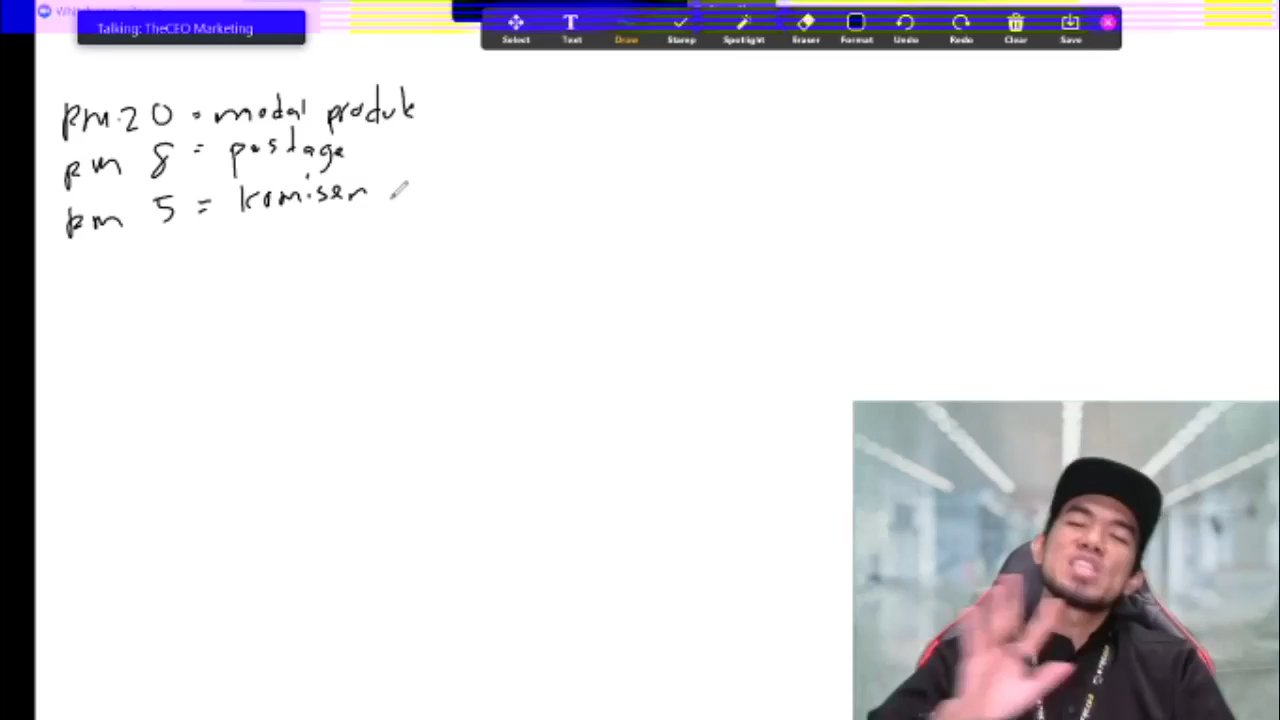 Talking: TheCEO Marketing
Select Text Draw Stamp Spotlight Eraser Format Undo Redo Clear Save
RM 20 = modal produk
RM 8 = postage
RM 5 = komisen